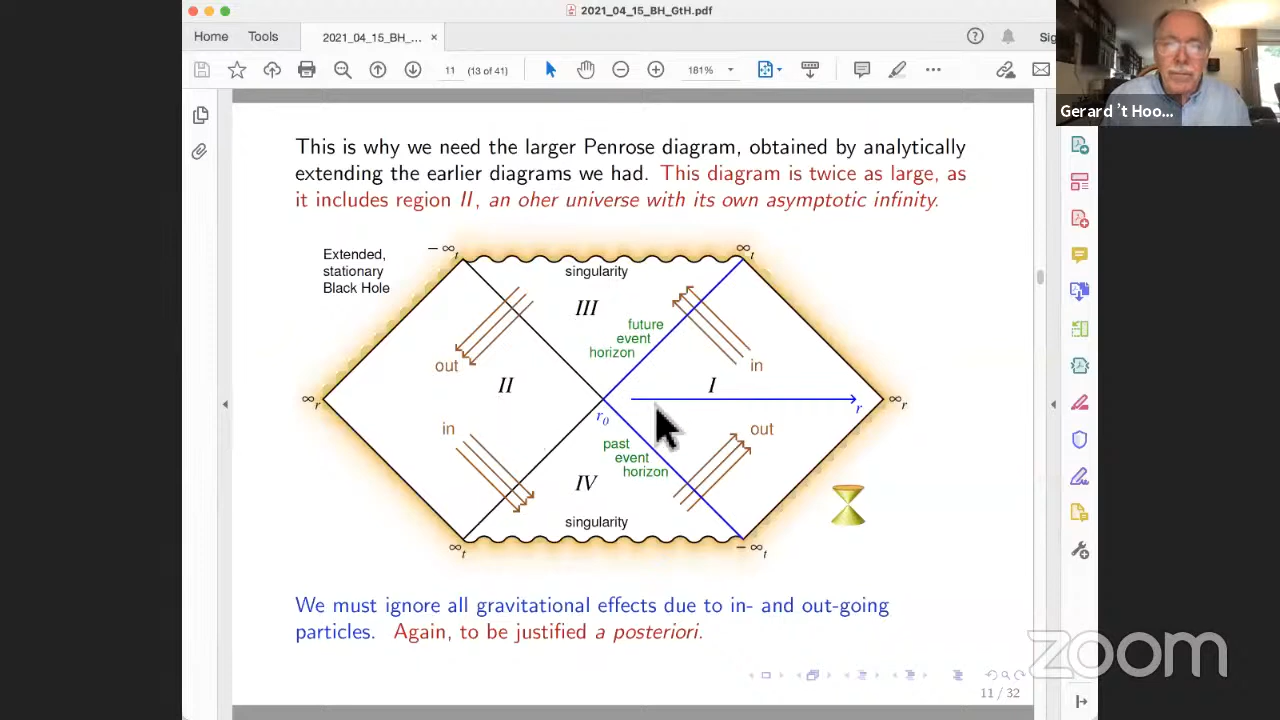 2021_04_15_BH_GtH.pdf
Home Tools 2021_04_15_BH_... × Sig
11 (13 of 41) 181%
Gerard 't Hoo...
This is why we need the larger Penrose diagram, obtained by analytically
extending the earlier diagrams we had. This diagram is twice as large, as
it includes region II, an oher universe with its own asymptotic infinity.
Extended,
stationary
Black Hole
− ∞t
∞t
singularity
III
future
event
horizon
out
in
II
I
∞r
r0
r
∞r
in
past
event
horizon
out
IV
singularity
∞t
− ∞t
We must ignore all gravitational effects due to in- and out-going
particles. Again, to be justified a posteriori.
zoom
11 / 32